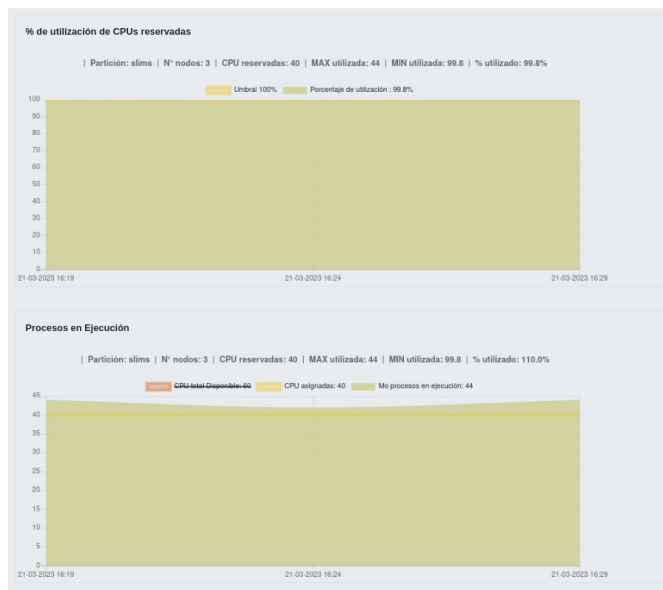 % de utilización de CPUs reservadas
| Partición: slims | N° nodos: 3 | CPU reservadas: 40 | MAX utilizada: 44 | MIN utilizada: 99.8 | % utilizado: 99.8%
Umbral 100% Porcentaje de utilización : 99.8%
100
90
80
70
60
50
40
30
20
10
0
21-03-2023 16:19 21-03-2023 16:24 21-03-2023 16:29
Procesos en Ejecución
| Partición: slims | N° nodos: 3 | CPU reservadas: 40 | MAX utilizada: 44 | MIN utilizada: 99.8 | % utilizado: 110.0%
CPU total Disponible: 60 CPU asignadas: 40 Mo procesos en ejecución: 44
45
40
35
30
25
20
15
10
5
0
21-03-2023 16:19 21-03-2023 16:24 21-03-2023 16:29